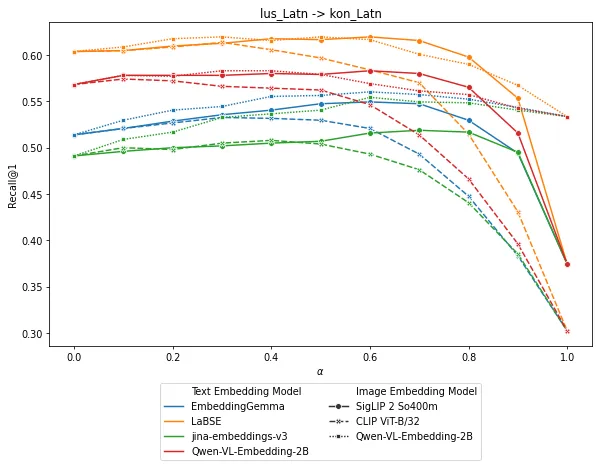 lus_Latn -> kon_Latn
Recall@1
0.60
0.55
0.50
0.45
0.40
0.35
0.30
0.0 0.2 0.4 0.6 0.8 1.0
α
Text Embedding Model Image Embedding Model
EmbeddingGemma SigLIP 2 So400m
LaBSE CLIP ViT-B/32
jina-embeddings-v3 Qwen-VL-Embedding-2B
Qwen-VL-Embedding-2B